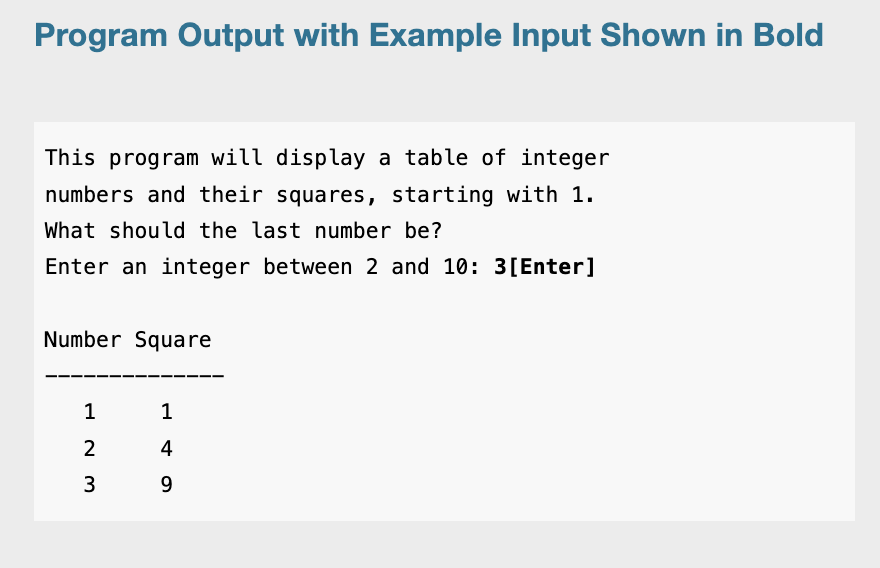 Program Output with Example Input Shown in Bold
This program will display a table of integer
numbers and their squares, starting with 1.
What should the last number be?
Enter an integer between 2 and 10: 3[Enter]
Number Square
--------------
1 1
2 4
3 9